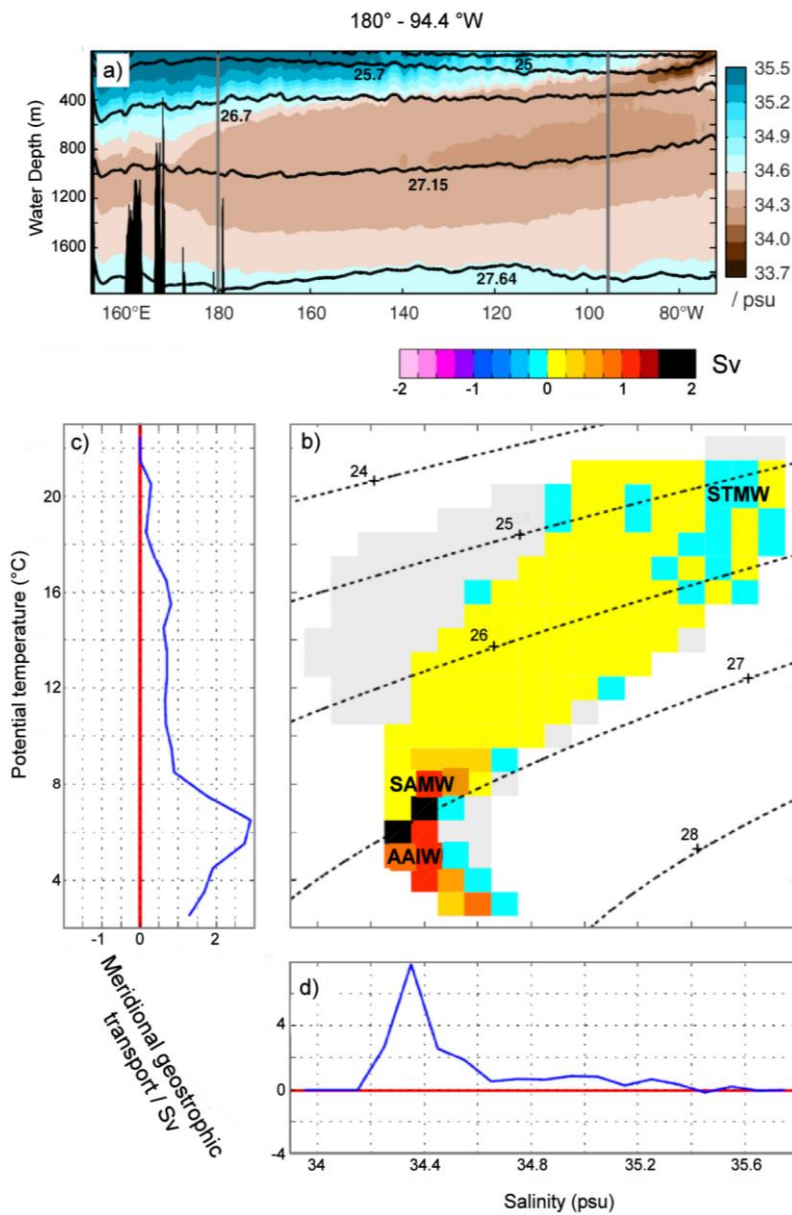 180° - 94.4 °W
a)
25
25.7
26.7
27.15
27.64
400
800
1200
1600
Water Depth (m)
160°E
180
160
140
120
100
80°W
35.5
35.2
34.9
34.6
34.3
34.0
33.7
/ psu
-2
-1
0
1
2
Sv
c)
20
16
12
8
4
Potential temperature (°C)
-1
0
2
Meridional geostrophic
transport / Sv
b)
24
25
26
27
28
STMW
SAMW
AAIW
d)
4
0
-4
34
34.4
34.8
35.2
35.6
Salinity (psu)